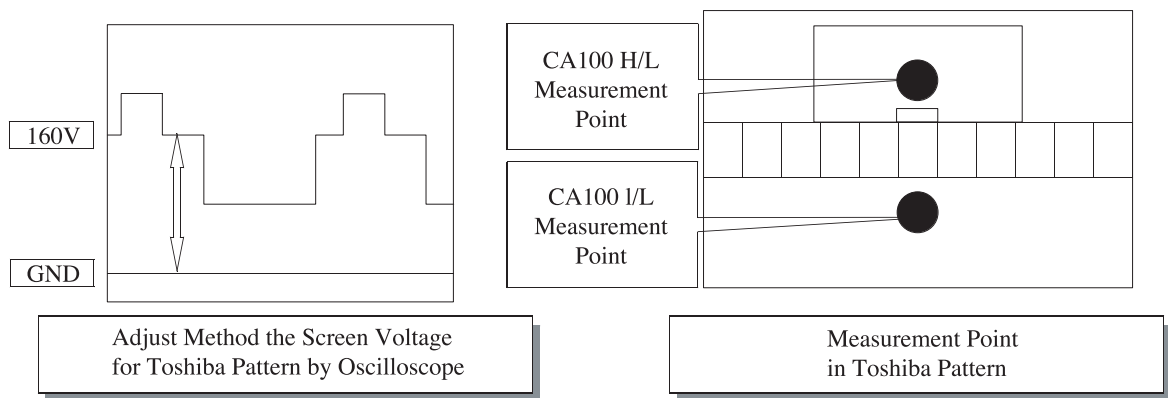 160V
GND
Adjust Method the Screen Voltage
for Toshiba Pattern by Oscilloscope
CA100 H/L
Measurement
Point
CA100 l/L
Measurement
Point
Measurement Point
in Toshiba Pattern